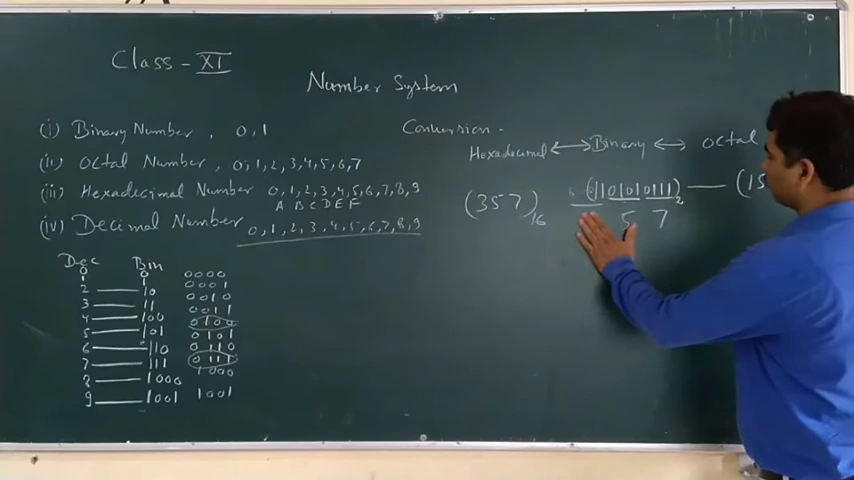 Class - XI
Number System
(i) Binary Number , 0,1
(ii) Octal Number , 0,1,2,3,4,5,6,7
(iii) Hexadecimal Number 0,1,2,3,4,5,6,7,8,9
A B C D E F
(iv) Decimal Number 0,1,2,3,4,5,6,7,8,9
Dec Bin
0 0 0000
1 1 0001
2 — 10 0010
3 — 11 0011
4 — 100 0100
5 — 101 0101
6 — 110 0110
7 — 111 0111
8 — 1000 1000
9 — 1001 1001
Conversion -
Hexadecimal ↔ Binary ↔ Octal
(357)16 (1101010111)2 — (15
5 7